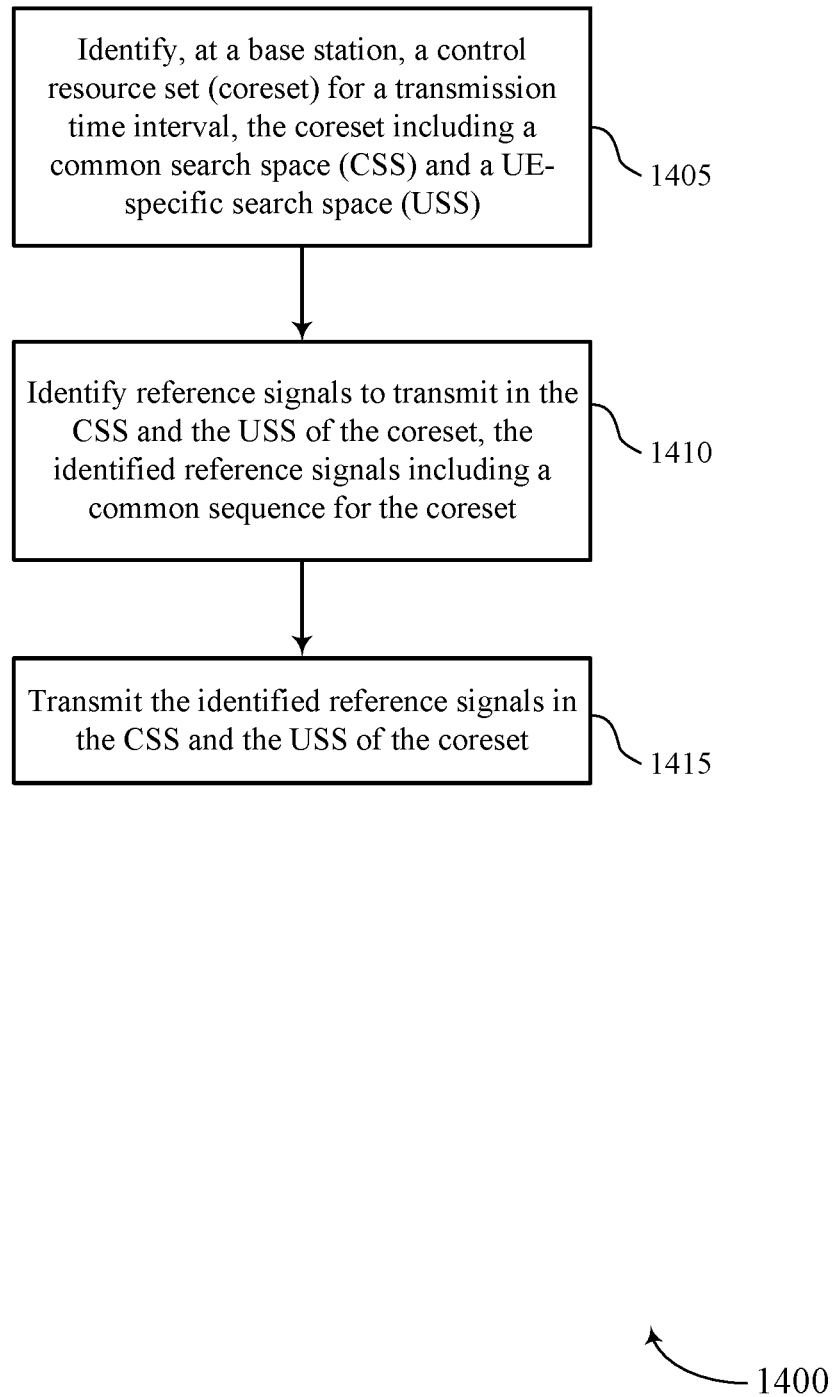 Identify, at a base station, a control
resource set (coreset) for a transmission
time interval, the coreset including a
common search space (CSS) and a UE-
specific search space (USS)
1405
Identify reference signals to transmit in the
CSS and the USS of the coreset, the
identified reference signals including a
common sequence for the coreset
1410
Transmit the identified reference signals in
the CSS and the USS of the coreset
1415
1400